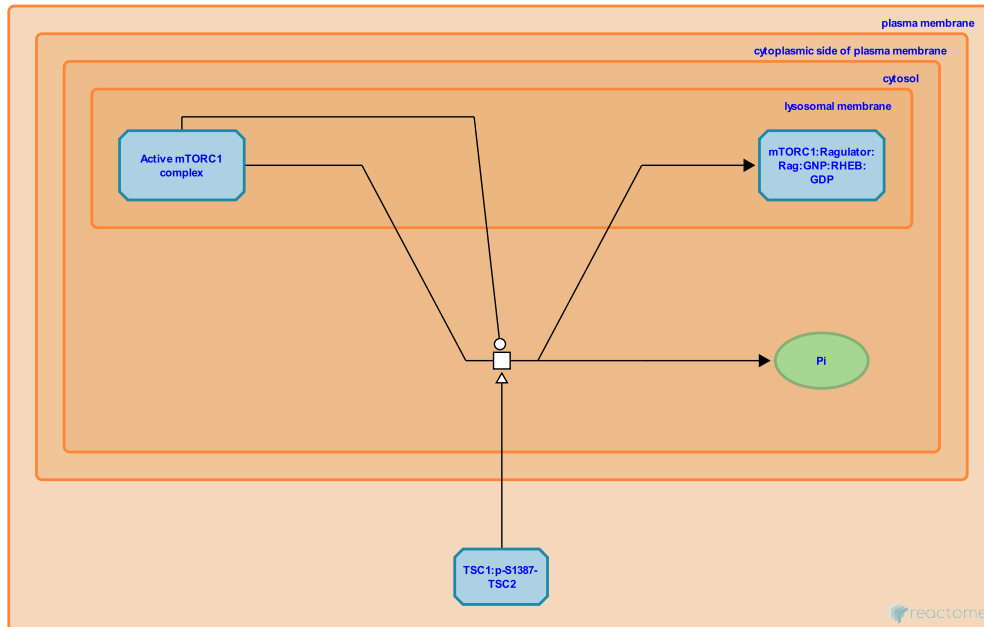 plasma membrane
cytoplasmic side of plasma membrane
cytosol
lysosomal membrane
Active mTORC1
complex
mTORC1:Ragulator:
Rag:GNP:RHEB:
GDP
Pi
TSC1:p-S1387-
TSC2
reactome